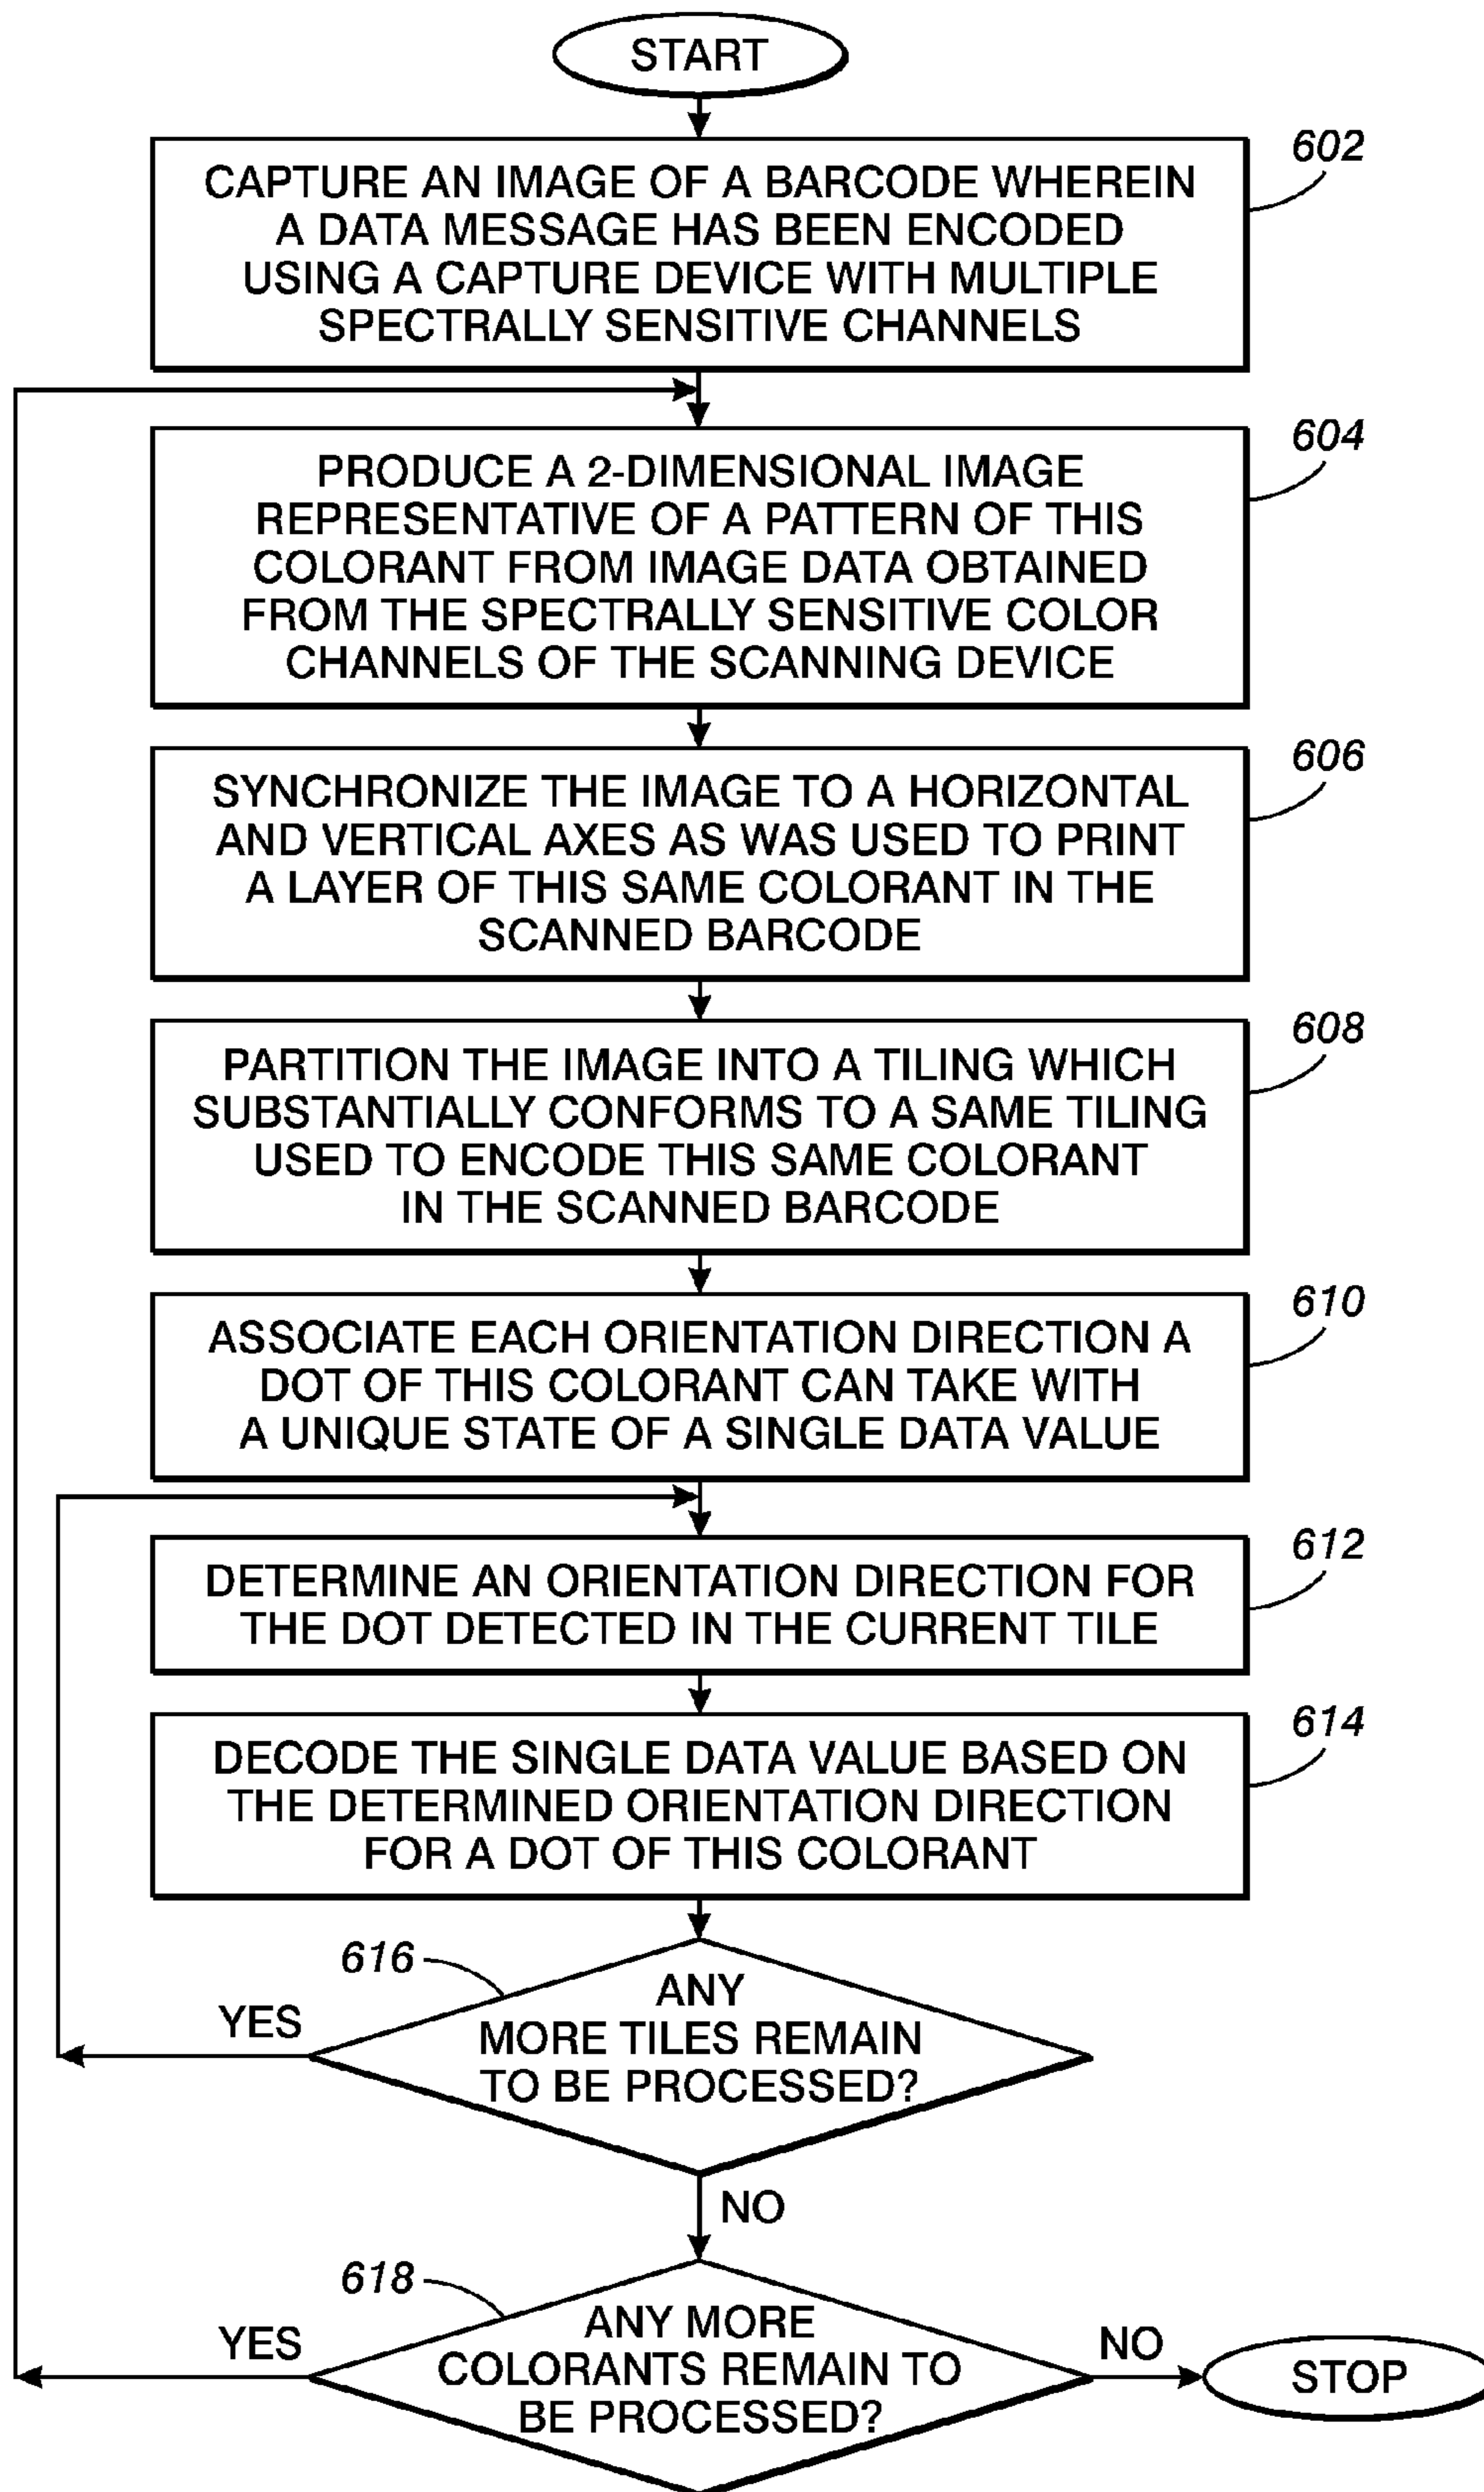 START
602
CAPTURE AN IMAGE OF A BARCODE WHEREIN
A DATA MESSAGE HAS BEEN ENCODED
USING A CAPTURE DEVICE WITH MULTIPLE
SPECTRALLY SENSITIVE CHANNELS
604
PRODUCE A 2-DIMENSIONAL IMAGE
REPRESENTATIVE OF A PATTERN OF THIS
COLORANT FROM IMAGE DATA OBTAINED
FROM THE SPECTRALLY SENSITIVE COLOR
CHANNELS OF THE SCANNING DEVICE
606
SYNCHRONIZE THE IMAGE TO A HORIZONTAL
AND VERTICAL AXES AS WAS USED TO PRINT
A LAYER OF THIS SAME COLORANT IN THE
SCANNED BARCODE
608
PARTITION THE IMAGE INTO A TILING WHICH
SUBSTANTIALLY CONFORMS TO A SAME TILING
USED TO ENCODE THIS SAME COLORANT
IN THE SCANNED BARCODE
610
ASSOCIATE EACH ORIENTATION DIRECTION A
DOT OF THIS COLORANT CAN TAKE WITH
A UNIQUE STATE OF A SINGLE DATA VALUE
612
DETERMINE AN ORIENTATION DIRECTION FOR
THE DOT DETECTED IN THE CURRENT TILE
614
DECODE THE SINGLE DATA VALUE BASED ON
THE DETERMINED ORIENTATION DIRECTION
FOR A DOT OF THIS COLORANT
616
ANY
MORE TILES REMAIN
TO BE PROCESSED?
YES
NO
618
ANY MORE
COLORANTS REMAIN TO
BE PROCESSED?
YES
NO
STOP